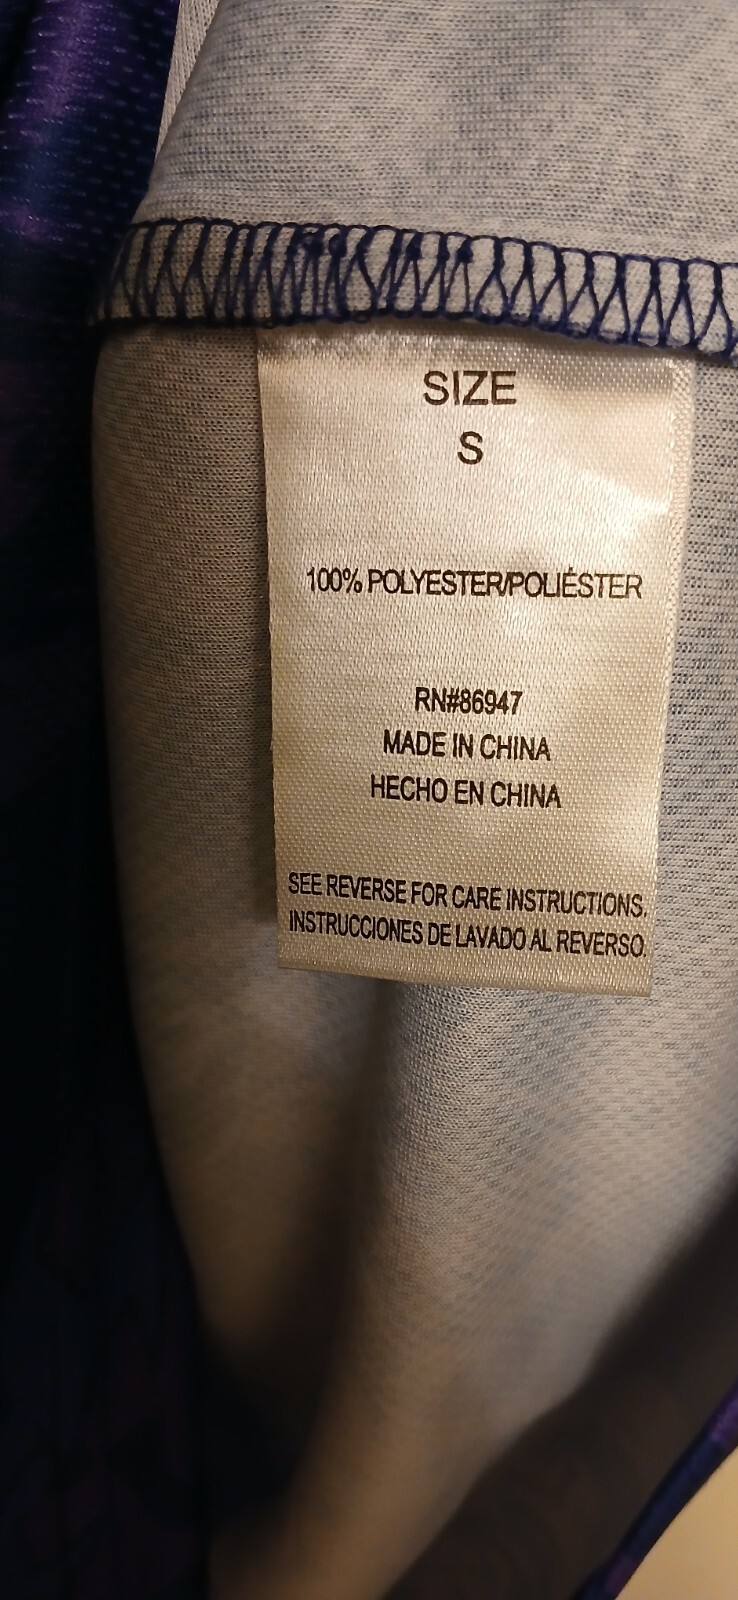 SIZE
S
100% POLYESTER/POLIÉSTER
RN#86947
MADE IN CHINA
HECHO EN CHINA
SEE REVERSE FOR CARE INSTRUCTIONS.
INSTRUCCIONES DE LAVADO AL REVERSO.